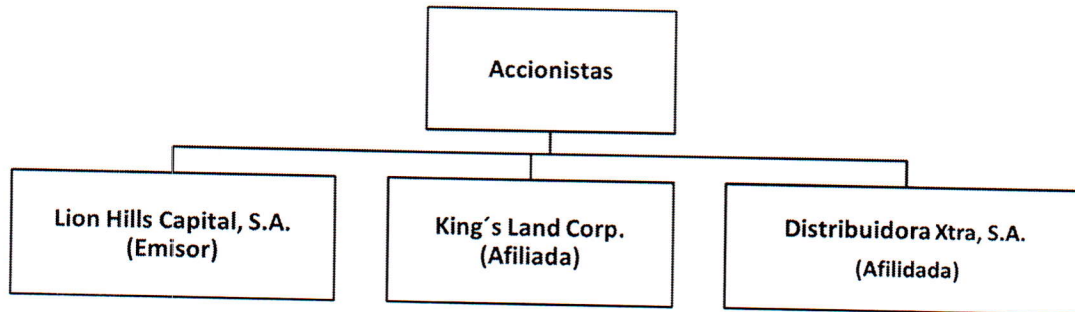 Accionistas
Lion Hills Capital, S.A.
(Emisor)
King´s Land Corp.
(Afiliada)
Distribuidora Xtra, S.A.
(Afilidada)